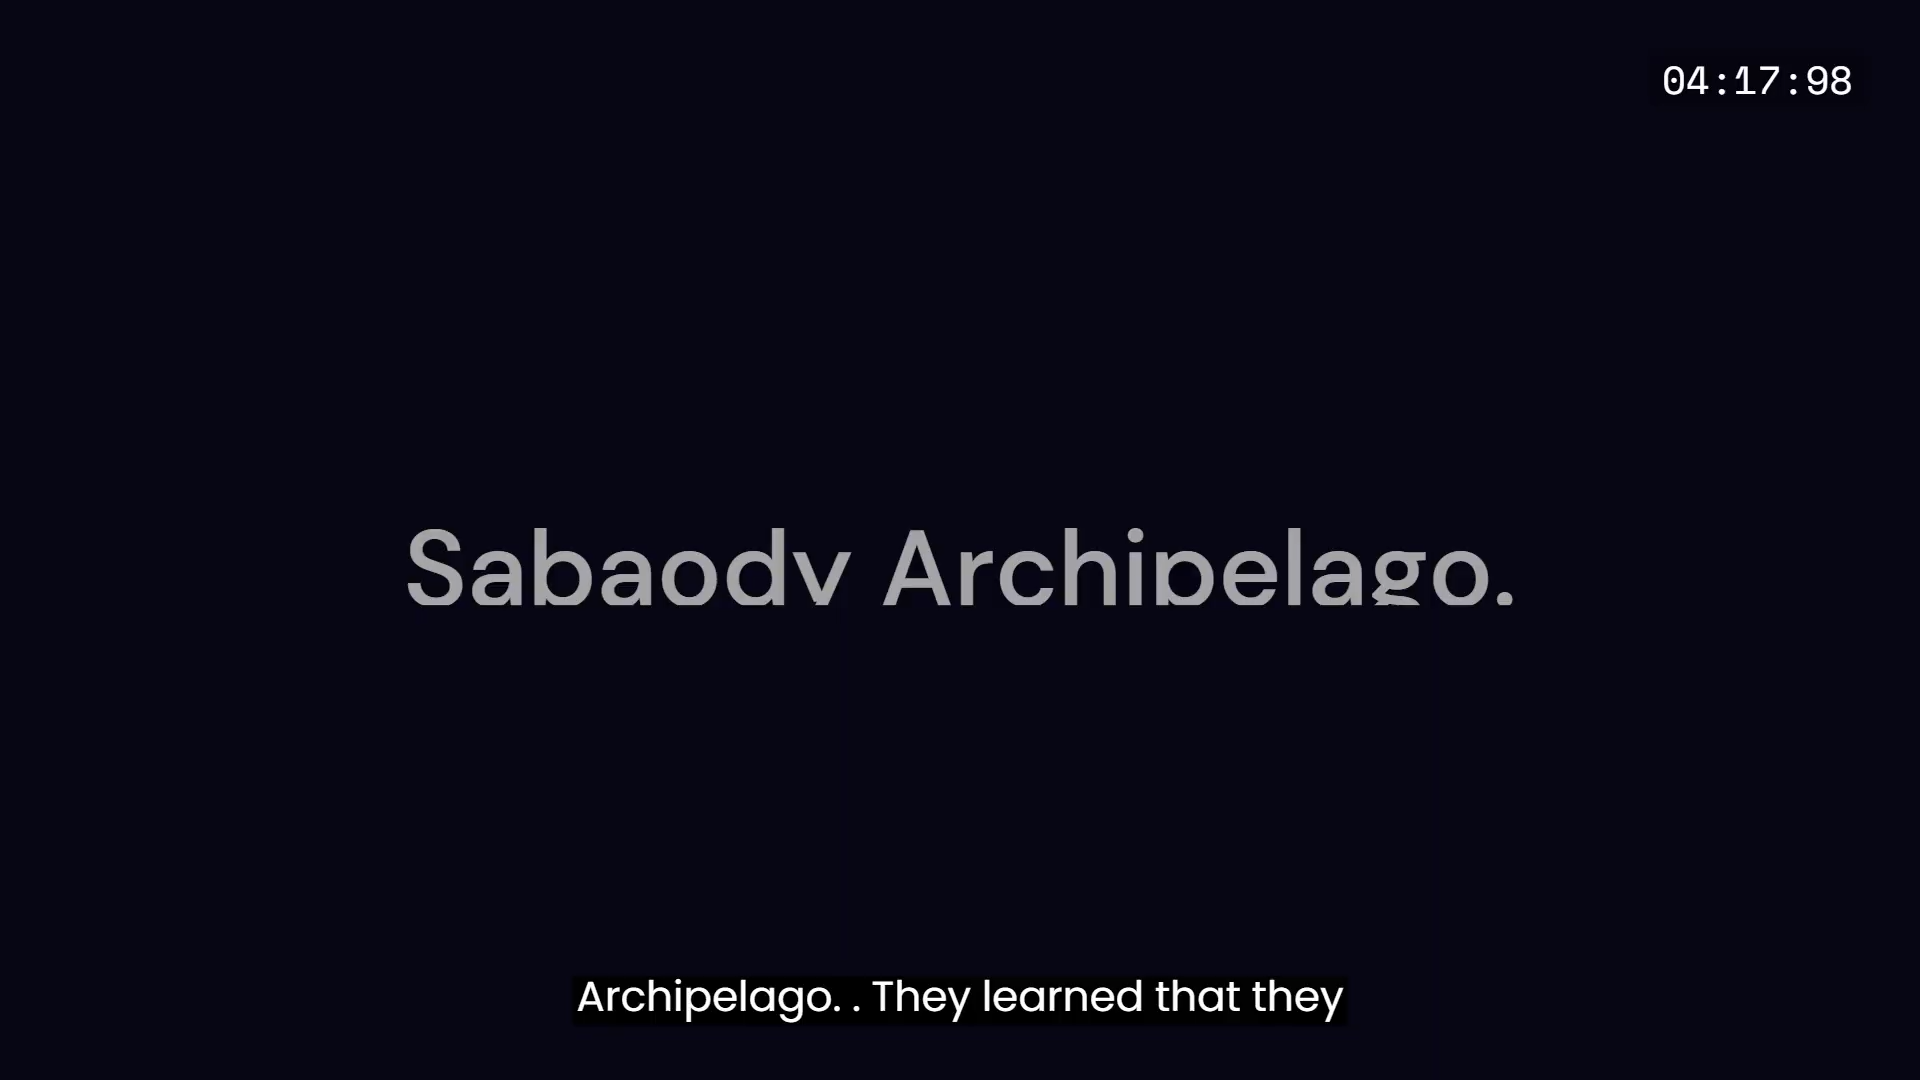 04:17:98
Sabaody Archipelago.
Archipelago. . They learned that they